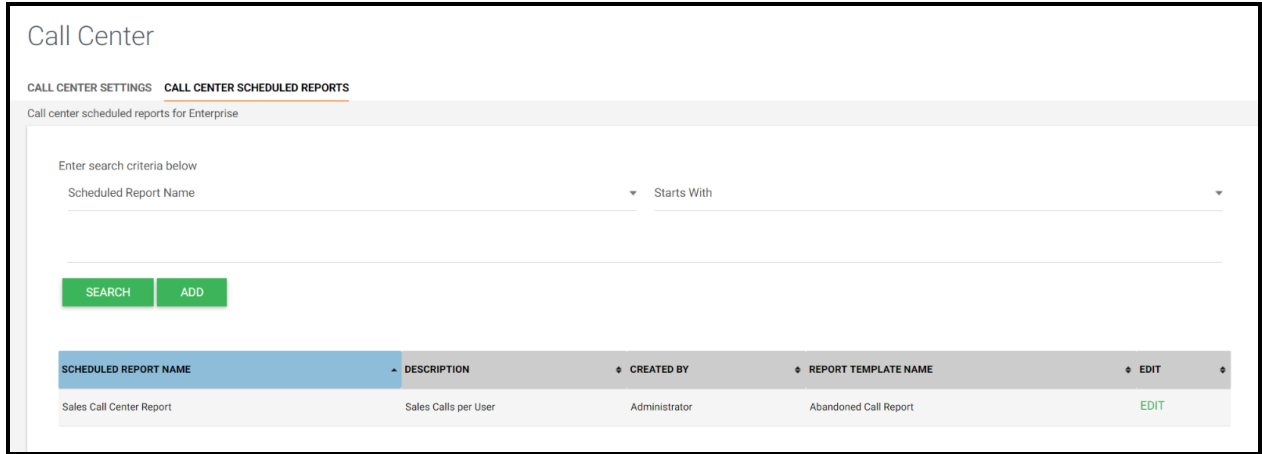 Call Center
CALL CENTER SETTINGS CALL CENTER SCHEDULED REPORTS
Call center scheduled reports for Enterprise
Enter search criteria below
Scheduled Report Name Starts With
SEARCH ADD
SCHEDULED REPORT NAME DESCRIPTION CREATED BY REPORT TEMPLATE NAME EDIT
Sales Call Center Report Sales Calls per User Administrator Abandoned Call Report EDIT